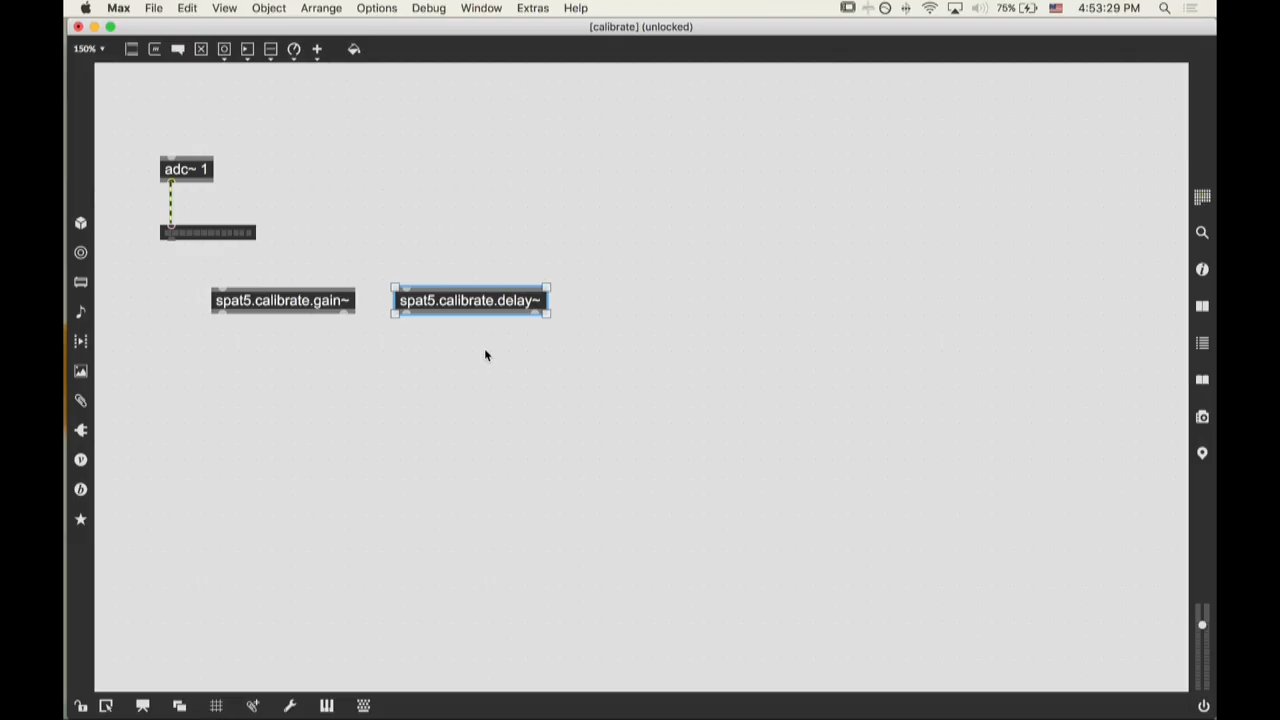 Max File Edit View Object Arrange Options Debug Window Extras Help 75% 4:53:29 PM
[calibrate] (unlocked)
150%
adc~ 1
spat5.calibrate.gain~ spat5.calibrate.delay~